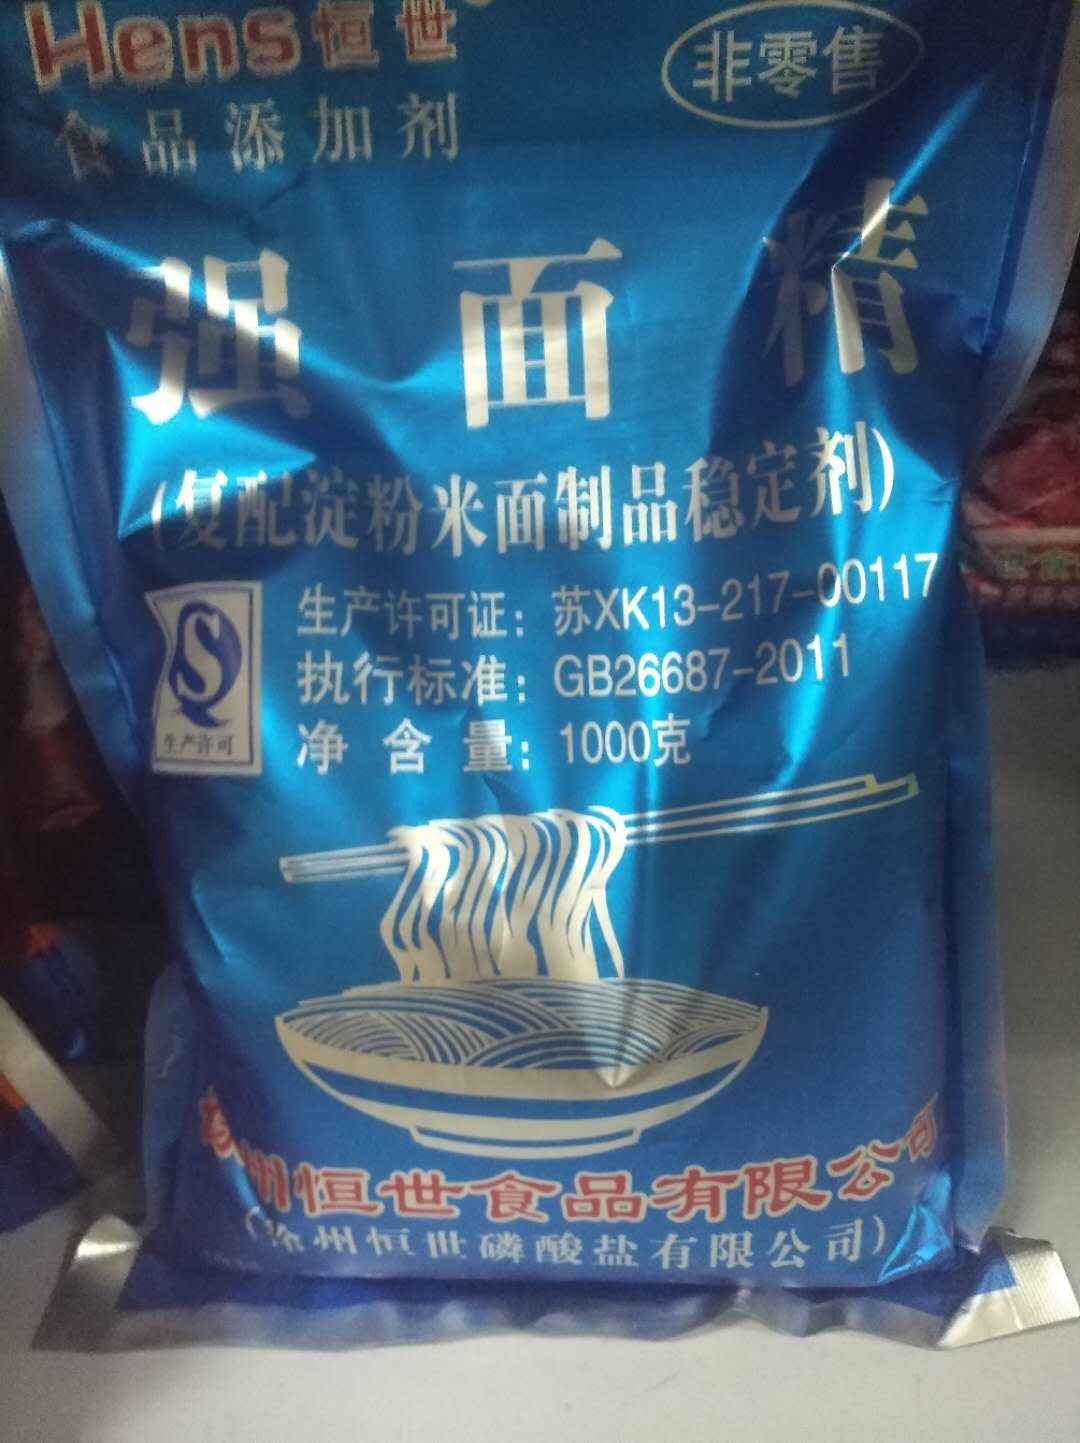 Hens恒世
非零售
食品添加剂
强面精
(复配淀粉米面制品稳定剂)
生产许可证：苏XK13-217-00117
执行标准：GB26687-2011
净含量：1000克
生产许可
州恒世食品有限公司
(徐州恒世磷酸盐有限公司)